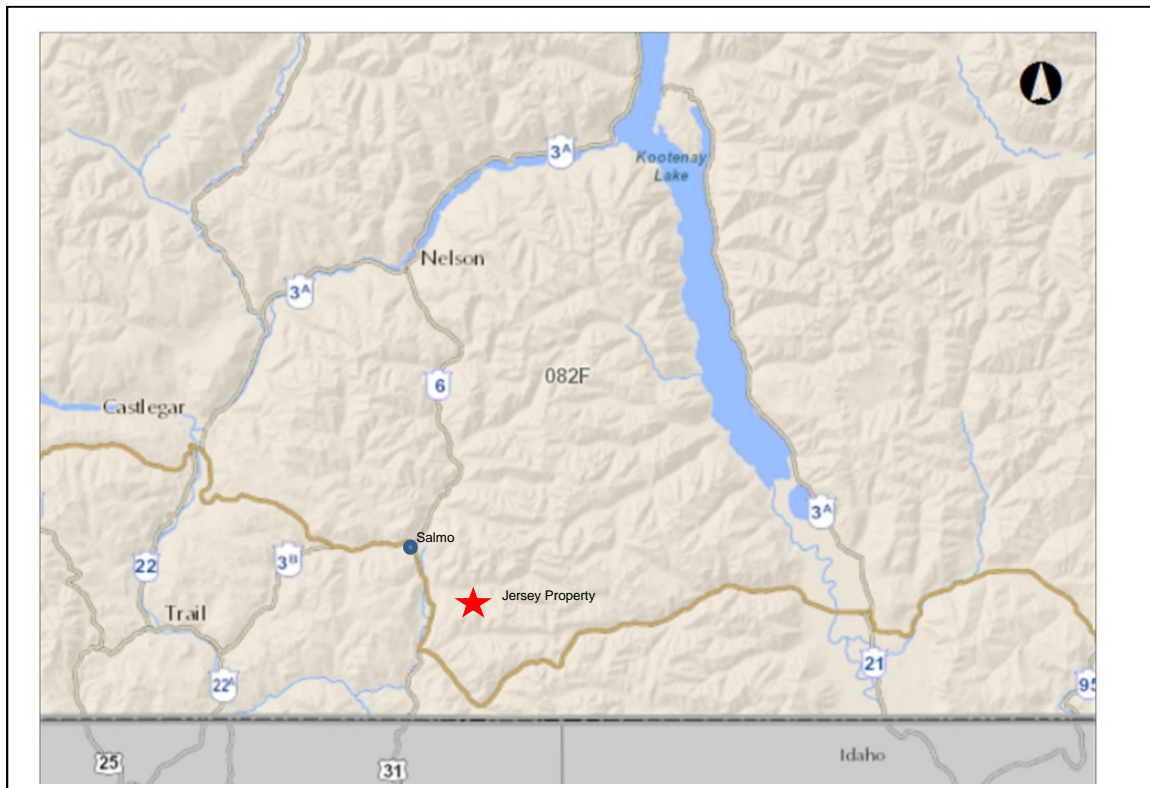 3A
Kootenay
Lake
Nelson
3A
082F
6
Castlegar
3A
Salmo
22
3B
Jersey Property
Trail
22A
21
95
Idaho
25
31